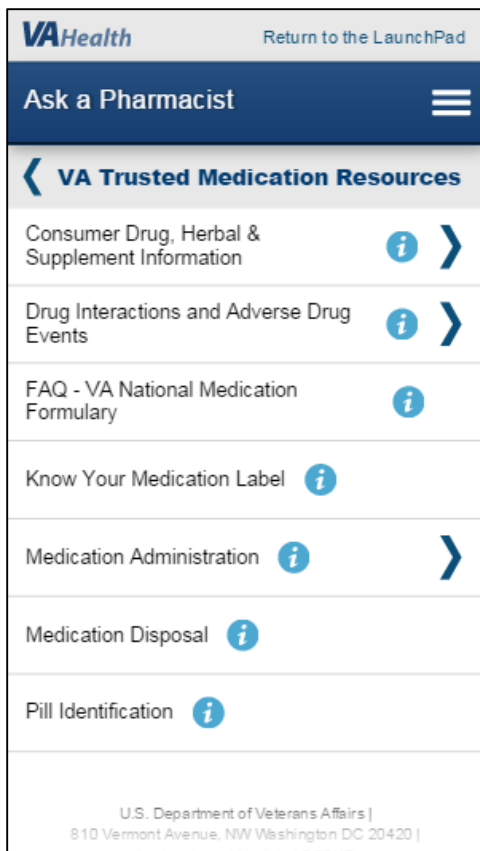 VAHealth Return to the LaunchPad
Ask a Pharmacist
VA Trusted Medication Resources
Consumer Drug, Herbal &
Supplement Information
Drug Interactions and Adverse Drug
Events
FAQ - VA National Medication
Formulary
Know Your Medication Label
Medication Administration
Medication Disposal
Pill Identification
U.S. Department of Veterans Affairs |
810 Vermont Avenue, NW Washington DC 20420 |